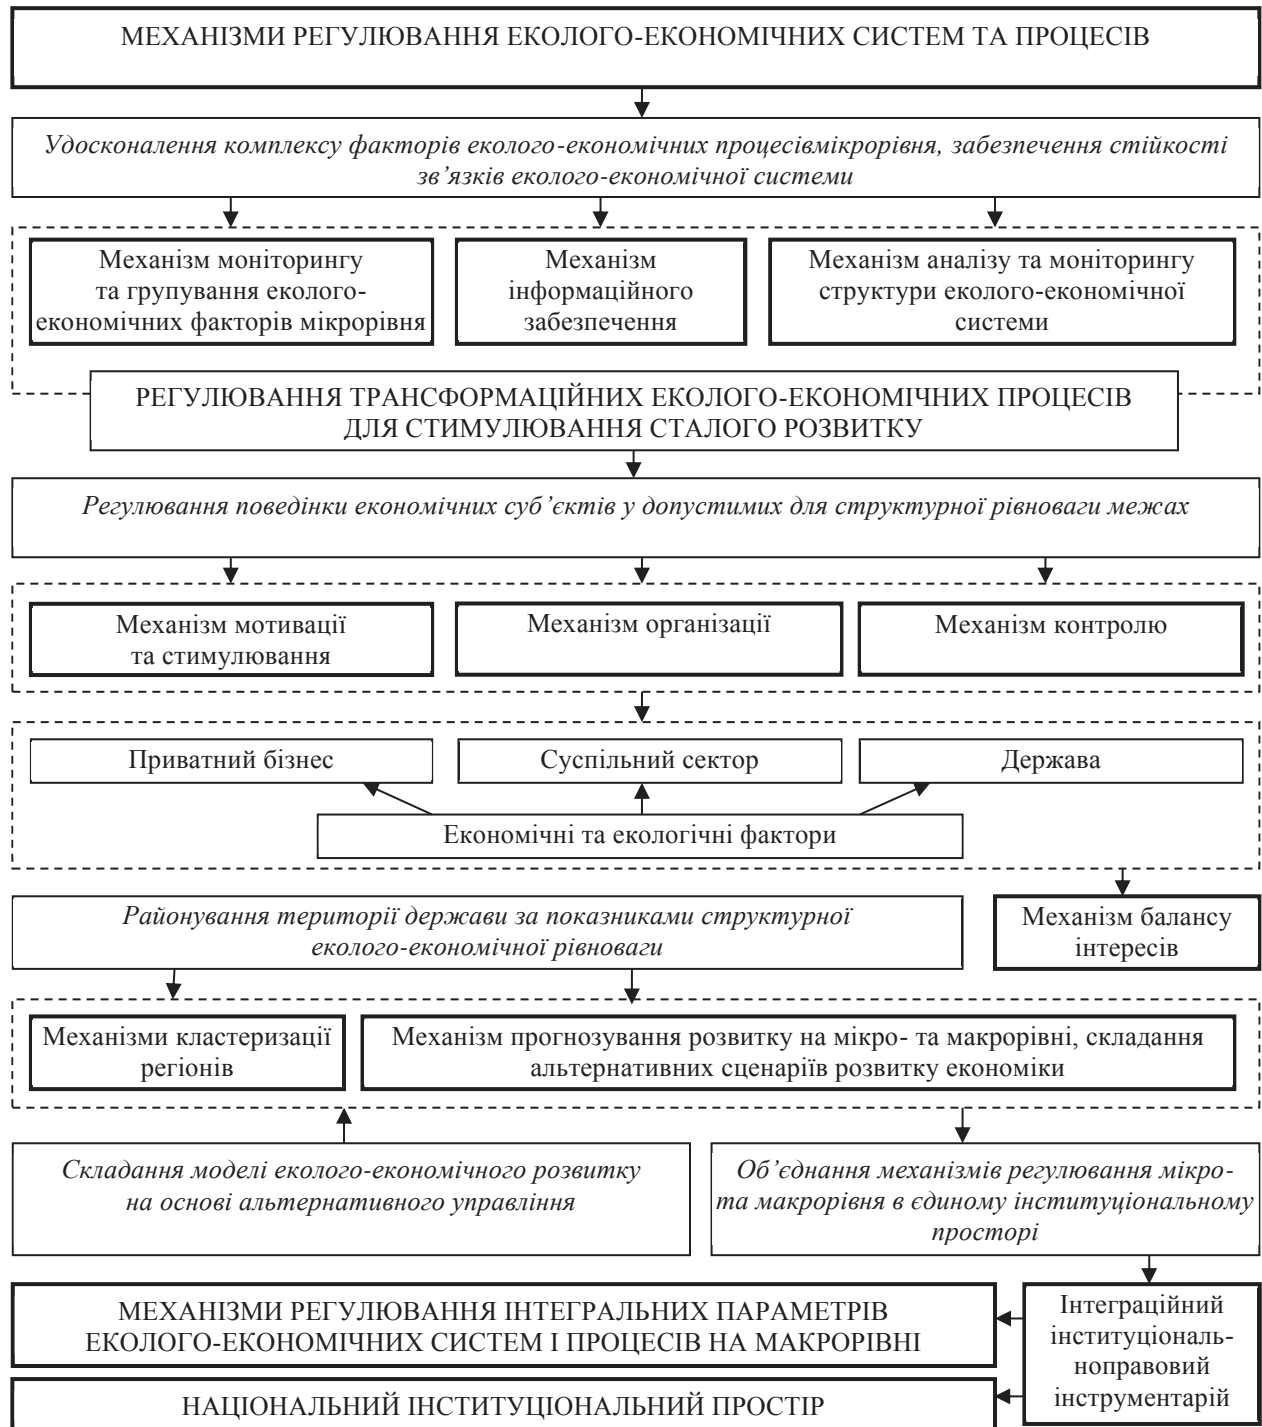 МЕХАНІЗМИ РЕГУЛЮВАННЯ ЕКОЛОГО-ЕКОНОМІЧНИХ СИСТЕМ ТА ПРОЦЕСІВ
Удосконалення комплексу факторів еколого-економічних процесівмікрорівня, забезпечення стійкості
зв’язків еколого-економічної системи
Механізм моніторингу
та групування еколого-
економічних факторів мікрорівня
Механізм
інформаційного
забезпечення
Механізм аналізу та моніторингу
структури еколого-економічної
системи
РЕГУЛЮВАННЯ ТРАНСФОРМАЦІЙНИХ ЕКОЛОГО-ЕКОНОМІЧНИХ ПРОЦЕСІВ
ДЛЯ СТИМУЛЮВАННЯ СТАЛОГО РОЗВИТКУ
Регулювання поведінки економічних суб’єктів у допустимих для структурної рівноваги межах
Механізм мотивації
та стимулювання
Механізм організації
Механізм контролю
Приватний бізнес
Суспільний сектор
Держава
Економічні та екологічні фактори
Районування території держави за показниками структурної
еколого-економічної рівноваги
Механізм балансу
інтересів
Механізми кластеризації
регіонів
Механізм прогнозування розвитку на мікро- та макрорівні, складання
альтернативних сценаріїв розвитку економіки
Складання моделі еколого-економічного розвитку
на основі альтернативного управління
Об’єднання механізмів регулювання мікро-
та макрорівня в єдиному інституціональному
просторі
МЕХАНІЗМИ РЕГУЛЮВАННЯ ІНТЕГРАЛЬНИХ ПАРАМЕТРІВ
ЕКОЛОГО-ЕКОНОМІЧНИХ СИСТЕМ І ПРОЦЕСІВ НА МАКРОРІВНІ
Інтеграційний
інституціональ-
ноправовий
інструментарій
НАЦІОНАЛЬНИЙ ІНСТИТУЦІОНАЛЬНИЙ ПРОСТІР